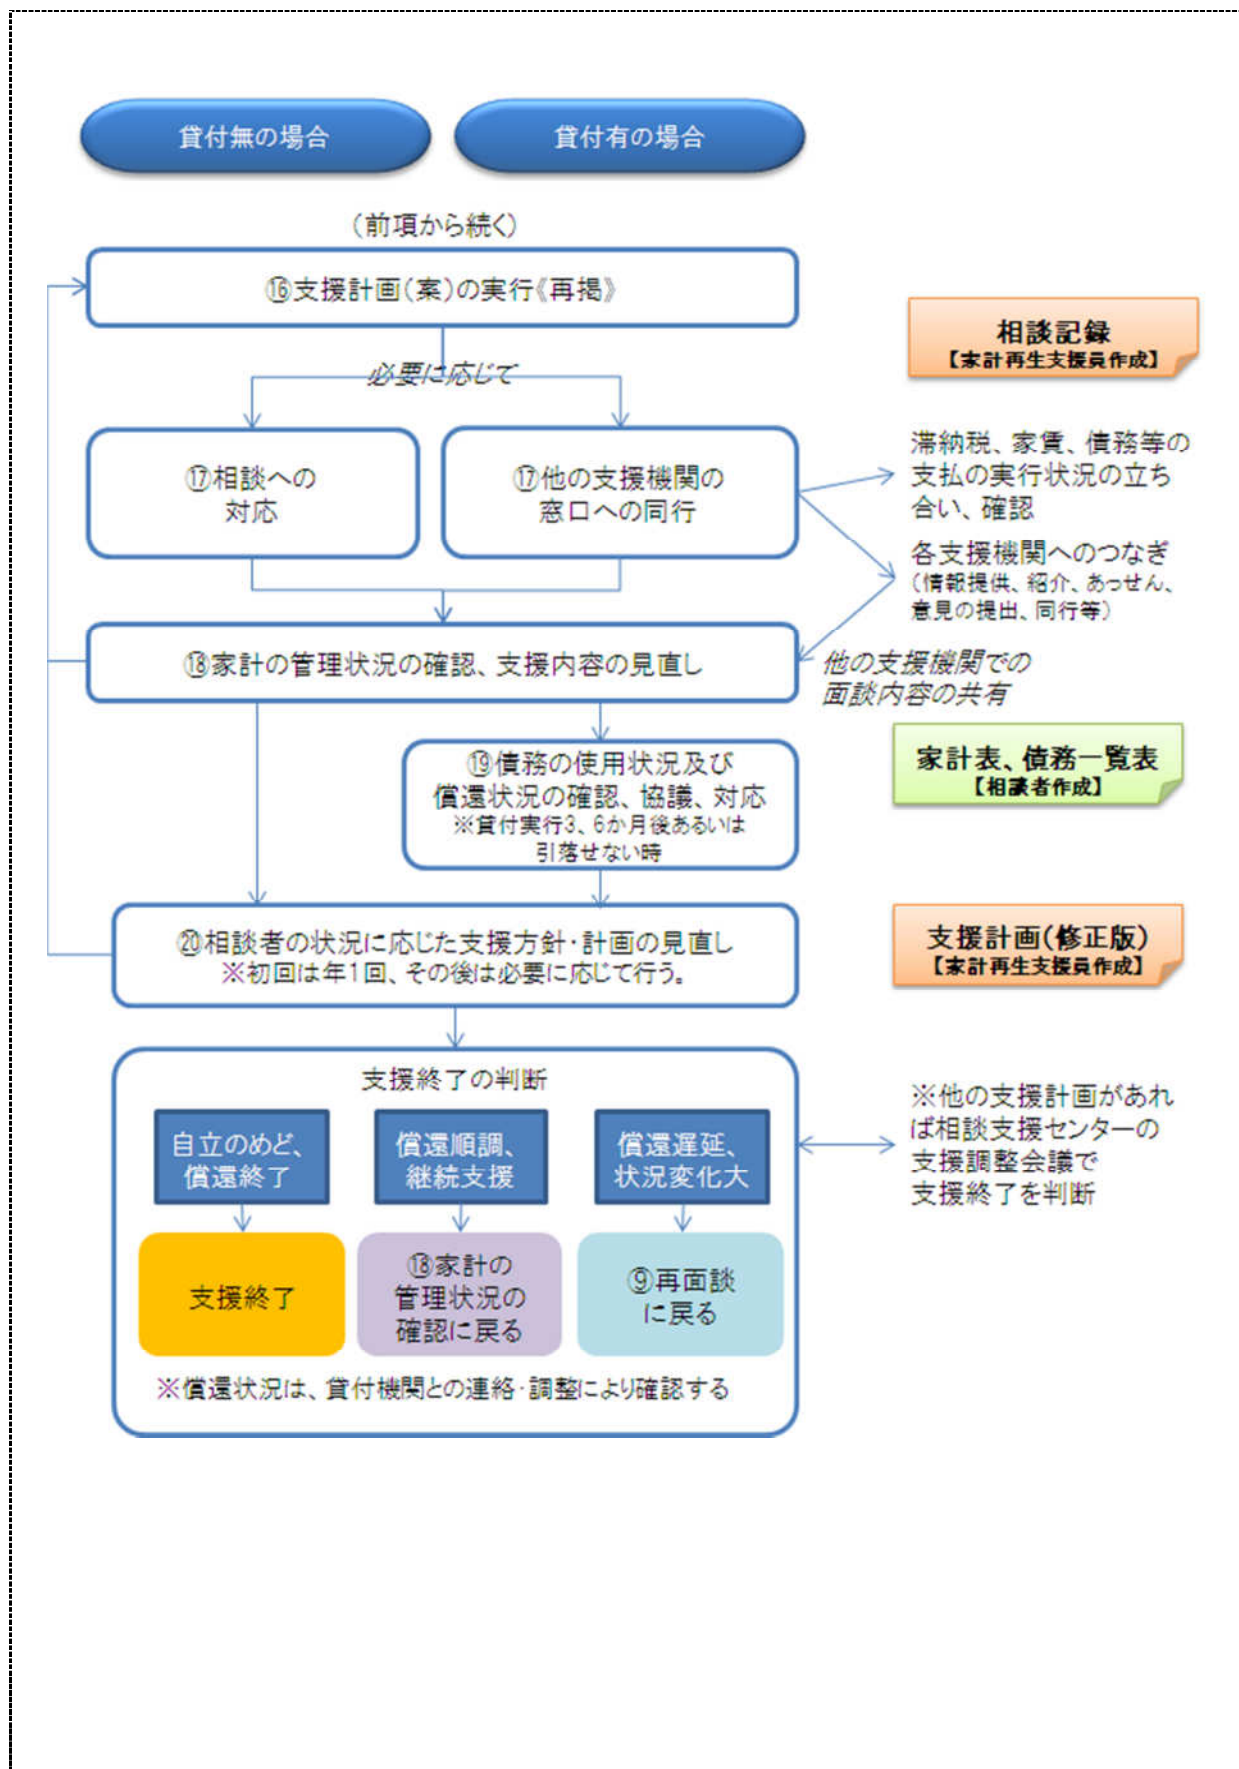 貸付無の場合
貸付有の場合
（前項から続く）
⑯支援計画（案）の実行《再掲》
必要に応じて
相談記録
【家計再生支援員作成】
⑰相談への
対応
⑰他の支援機関の
窓口への同行
滞納税、家賃、債務等の
支払の実行状況の立ち
合い、確認
各支援機関へのつなぎ
（情報提供、紹介、あっせん、
意見の提出、同行等）
⑱家計の管理状況の確認、支援内容の見直し
他の支援機関での
面談内容の共有
⑲債務の使用状況及び
償還状況の確認、協議、対応
※貸付実行3、6か月後あるいは
引落せない時
家計表、債務一覧表
【相談者作成】
⑳相談者の状況に応じた支援方針・計画の見直し
※初回は年1回、その後は必要に応じて行う。
支援計画（修正版）
【家計再生支援員作成】
支援終了の判断
自立のめど、
償還終了
償還順調、
継続支援
償還遅延、
状況変化大
※他の支援計画があれ
ば相談支援センターの
支援調整会議で
支援終了を判断
支援終了
⑱家計の
管理状況の
確認に戻る
⑨再面談
に戻る
※償還状況は、貸付機関との連絡・調整により確認する